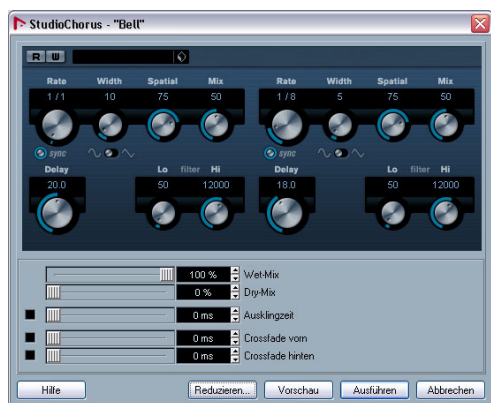 StudioChorus - "Bell"
R W
Rate Width Spatial Mix Rate Width Spatial Mix
1 / 1 10 75 50 1 / 8 5 75 50
sync sync
Delay Lo filter Hi Delay Lo filter Hi
20.0 50 12000 18.0 50 12000
100 % Wet-Mix
0 % Dry-Mix
0 ms Ausklingzeit
0 ms Crossfade vorn
0 ms Crossfade hinten
Hilfe Reduzieren... Vorschau Ausführen Abbrechen